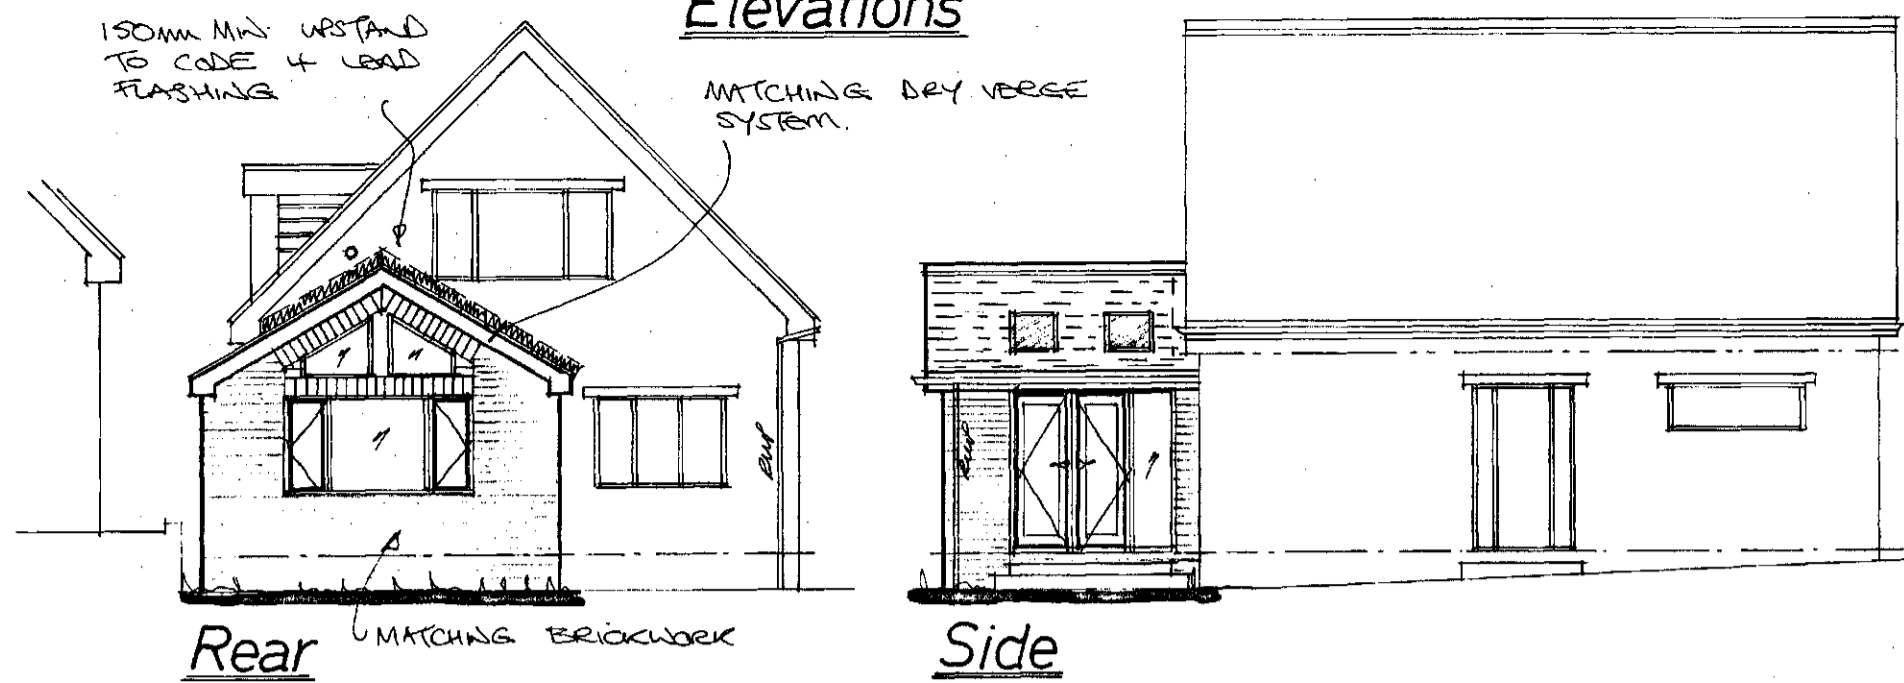 Elevations
150mm MIN. UPSTAND
TO CODE 4 LEAD
FLASHING
MATCHING DRY VERGE
SYSTEM.
RWP
RWP
MATCHING BRICKWORK
Rear
Side